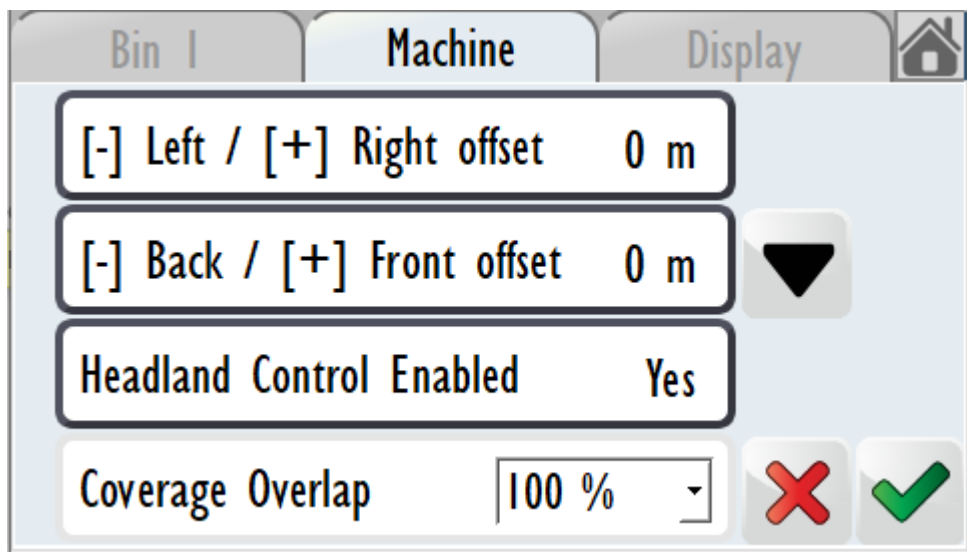 Bin 1 Machine Display
[-] Left / [+] Right offset 0 m
[-] Back / [+] Front offset 0 m
Headland Control Enabled Yes
Coverage Overlap 100 %